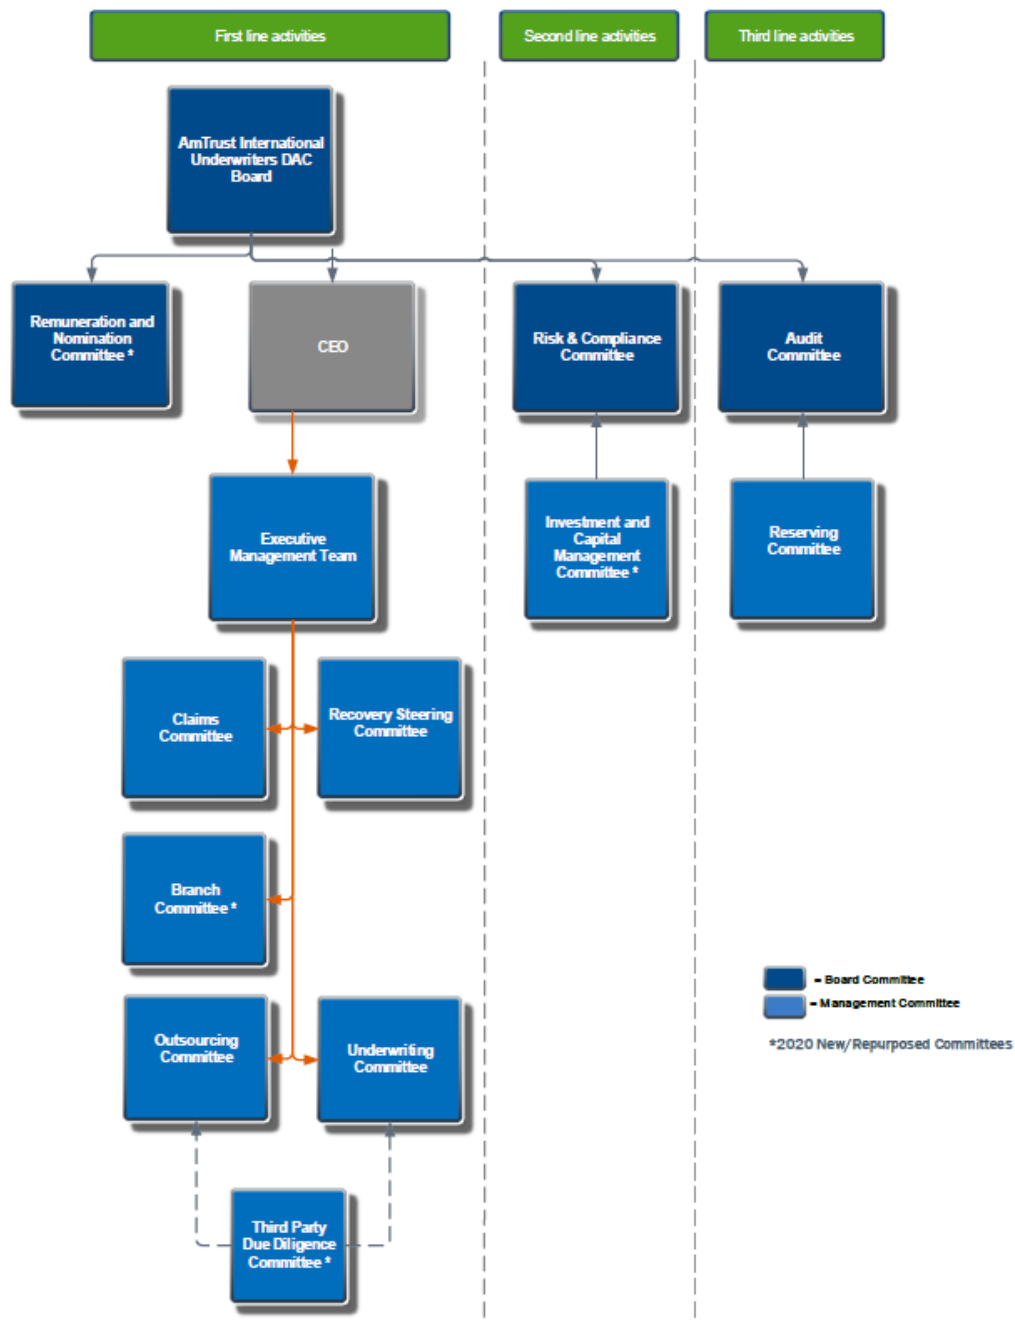 First line activities
Second line activities
Third line activities
AmTrust International
Underwriters DAC
Board
Remuneration and
Nomination
Committee *
CEO
Risk & Compliance
Committee
Audit
Committee
Executive
Management Team
Investment and
Capital
Management
Committee *
Reserving
Committee
Claims
Committee
Recovery Steering
Committee
Branch
Committee *
Outsourcing
Committee
Underwriting
Committee
Third Party
Due Diligence
Committee *
= Board Committee
= Management Committee
*2020 New/Repurposed Committees